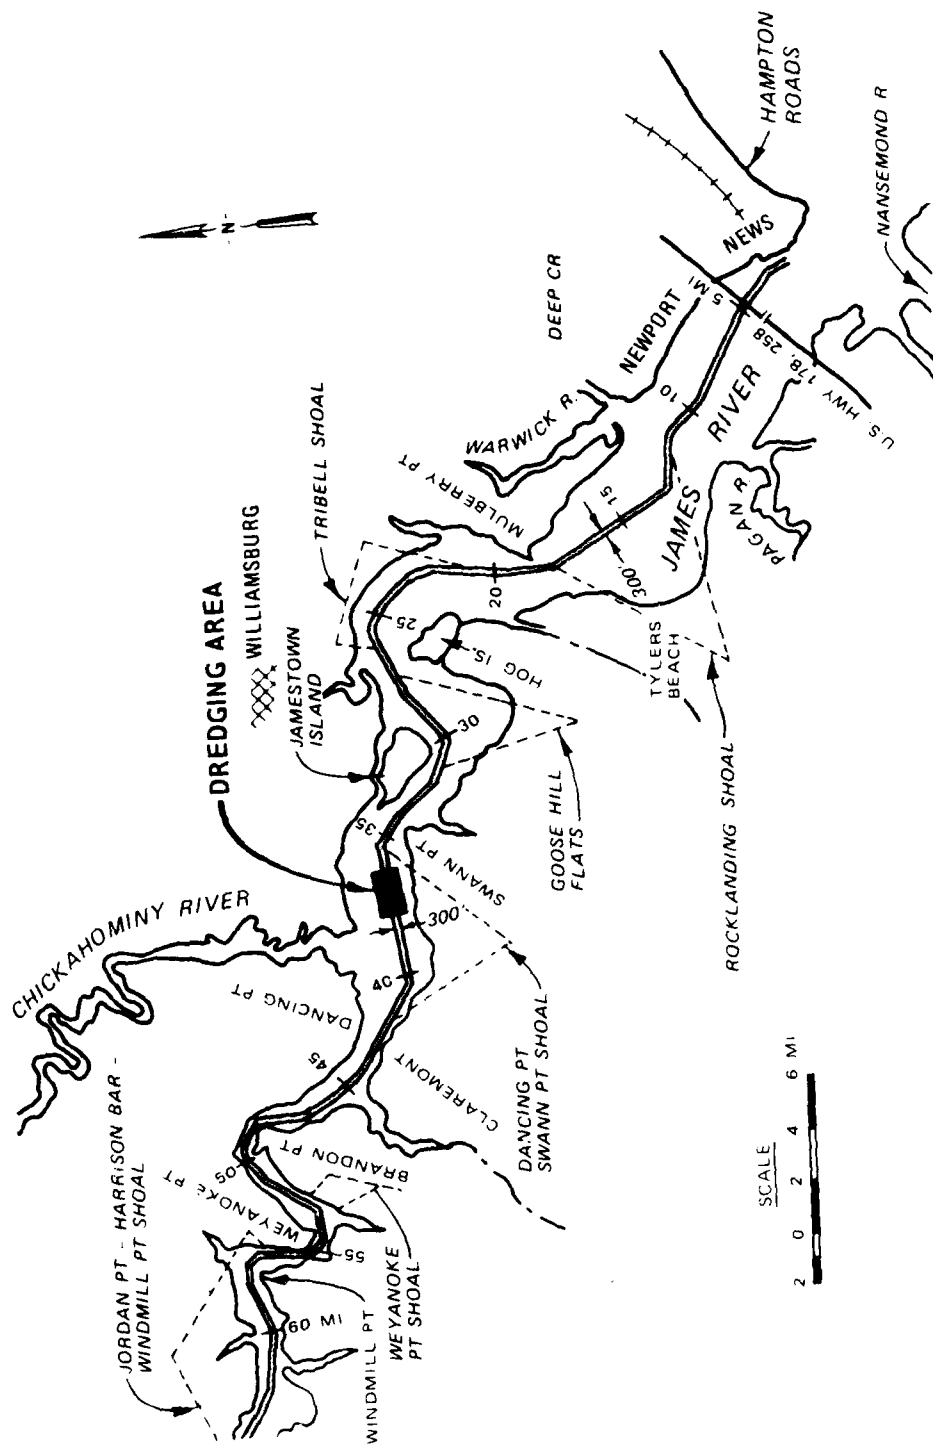 CHICKAHOMINY RIVER
DREDGING AREA
WILLIAMSBURG
JAMESTOWN
ISLAND
TRIBELL SHOAL
N
DEEP CR
HAMPTON
ROADS
NANSEMOND R
NEWPORT
NEWS
WARWICK R.
MULBERRY PT
5 MI
U.S. HWY 178, 258
JAMES
RIVER
PAGAN R
10
15
300
20
25
HOG IS.
TYLERS
BEACH
ROCKLANDING SHOAL
30
GOOSE HILL
FLATS
35
SWANN PT
300
40
DANCING PT
DANCING PT
SWANN PT SHOAL
CLAREMONT
45
BRANDON PT
50
WEYANOKE PT
WEYANOKE
PT SHOAL
55
WINDMILL PT
60 MI
JORDAN PT - HARRISON BAR -
WINDMILL PT SHOAL
SCALE
2 0 2 4 6 MI